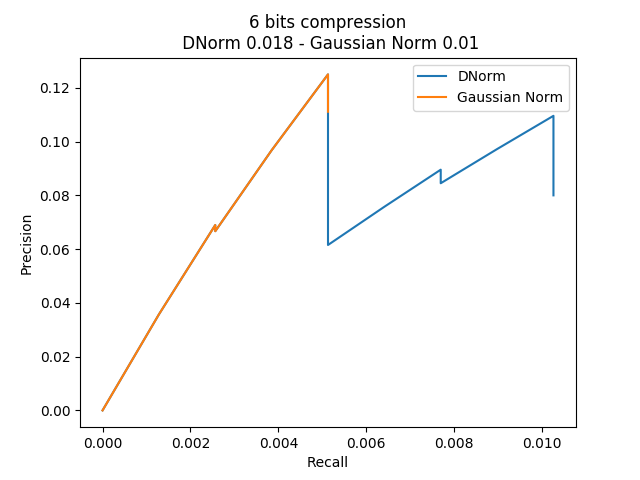 6 bits compression
DNorm 0.018 - Gaussian Norm 0.01
DNorm
Gaussian Norm
0.12
0.10
0.08
0.06
0.04
0.02
0.00
Precision
0.000 0.002 0.004 0.006 0.008 0.010
Recall